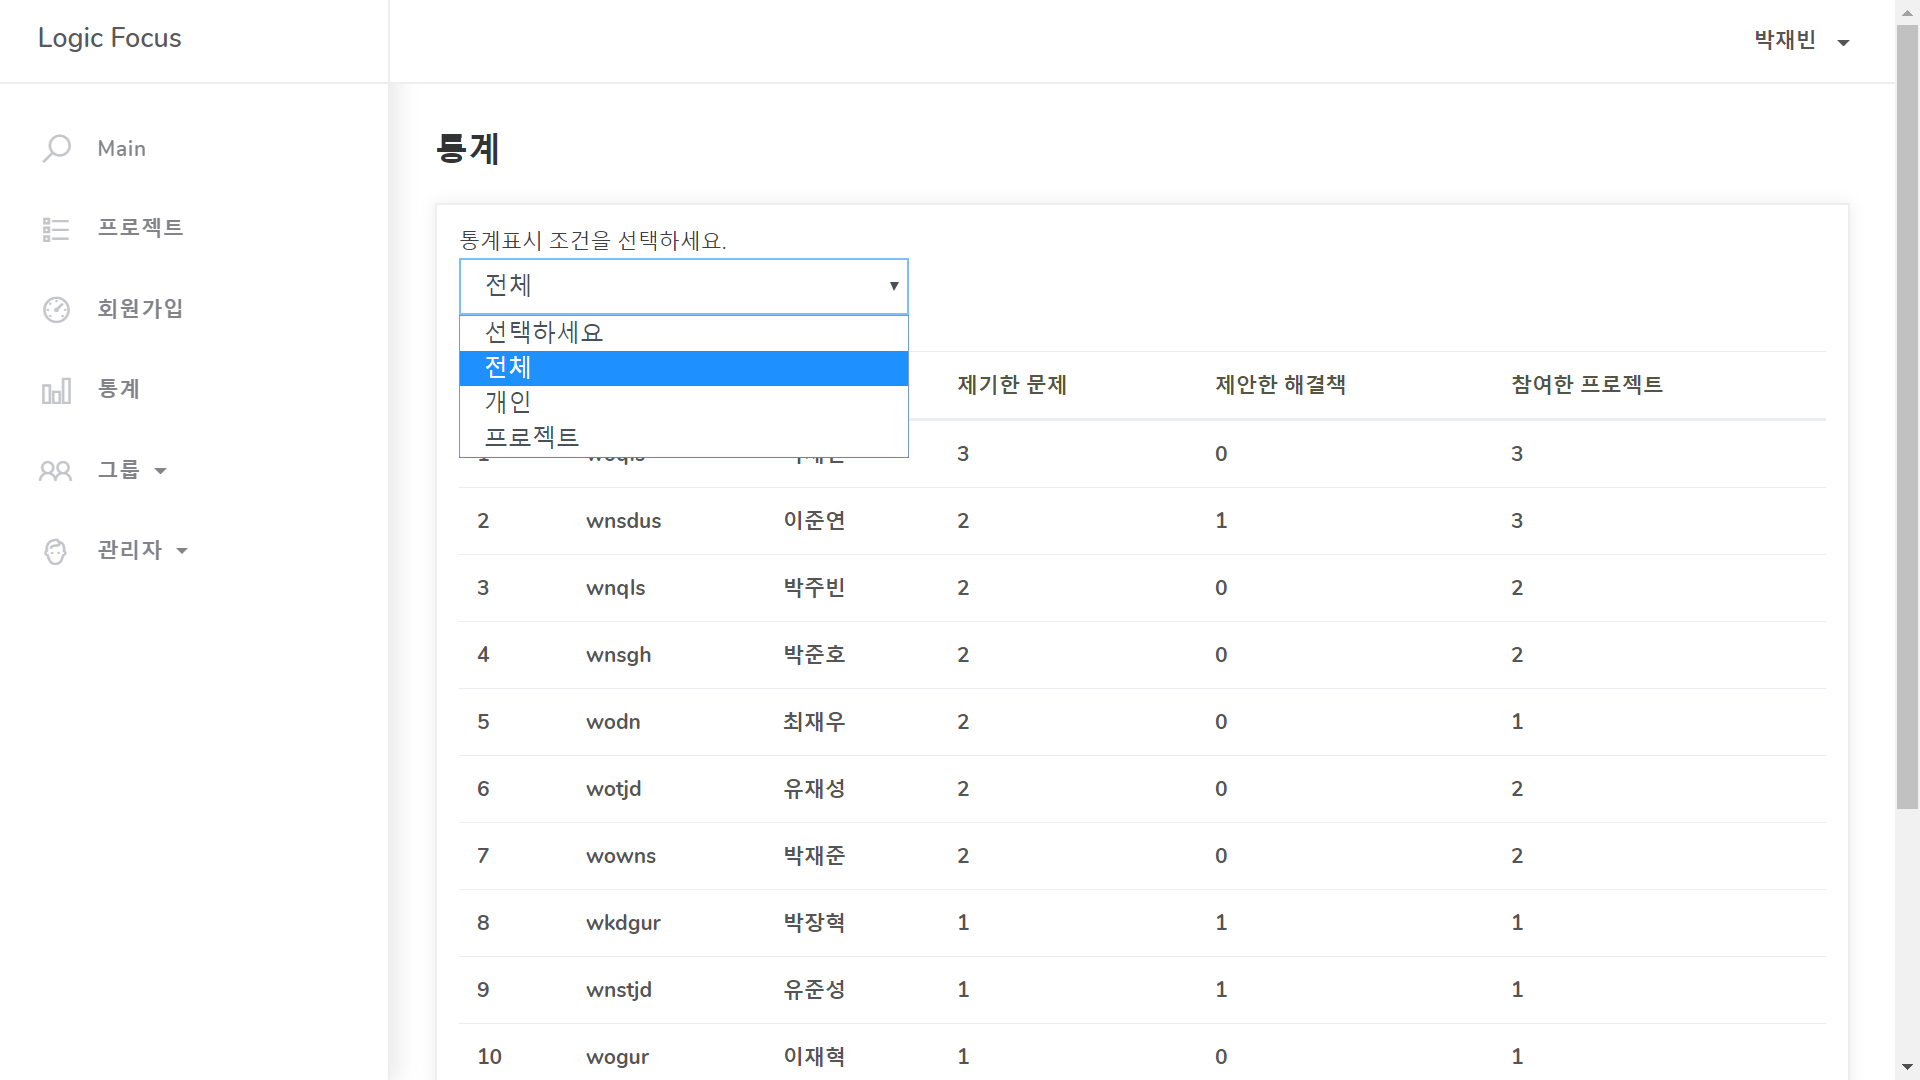 Logic Focus
박재빈
Main
프로젝트
회원가입
통계
그룹
관리자
통계
통계표시 조건을 선택하세요.
전체
선택하세요
전체
개인
프로젝트
제기한 문제 제안한 해결책 참여한 프로젝트
3 0 3
2 wnsdus 이준연 2 1 3
3 wnqls 박주빈 2 0 2
4 wnsgh 박준호 2 0 2
5 wodn 최재우 2 0 1
6 wotjd 유재성 2 0 2
7 wowns 박재준 2 0 2
8 wkdgur 박장혁 1 1 1
9 wnstjd 유준성 1 1 1
10 wogur 이재혁 1 0 1